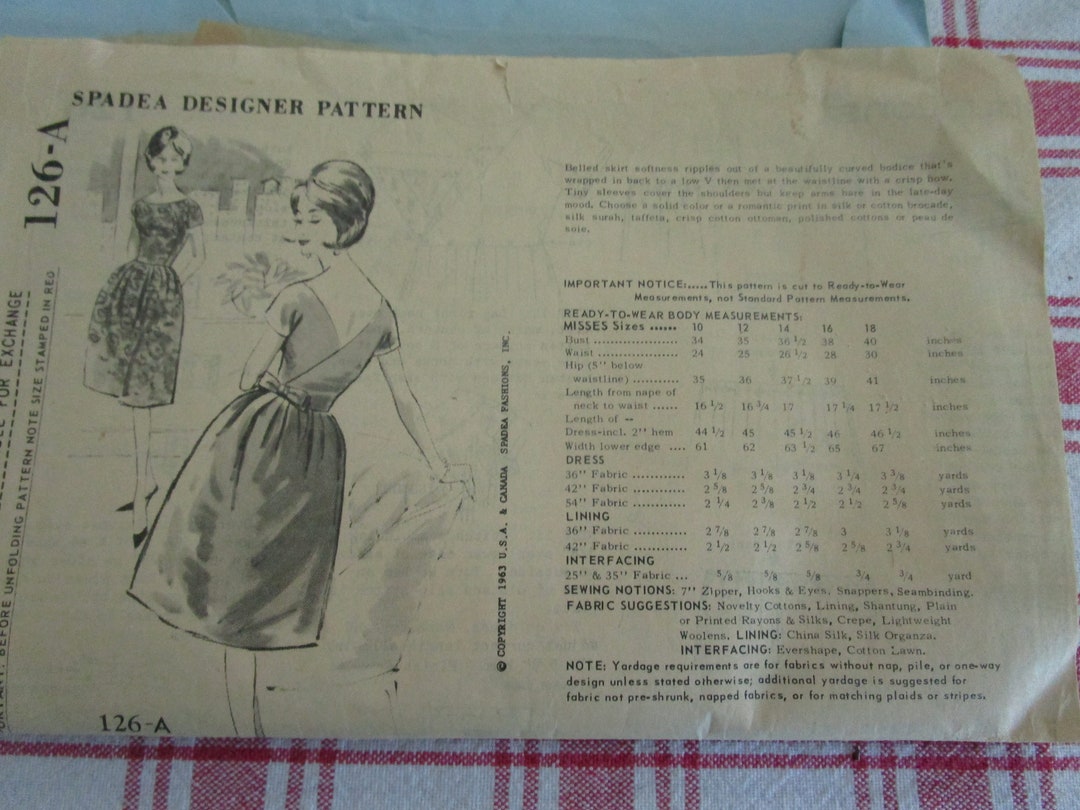 SPADEA DESIGNER PATTERN
126-A
FOR EXCHANGE
BEFORE UNFOLDING PATTERN NOTE SIZE STAMPED IN RED
126-A
© COPYRIGHT 1963 U.S.A. & CANADA SPADEA FASHIONS, INC.
Belled skirt softness ripples out of a beautifully curved bodice that's
wrapped in back to a low V then met at the waistline with a crisp bow.
Tiny sleeves cover the shoulders but keep arms bare in the late-day
mood. Choose a solid color or a romantic print in silk or cotton brocade,
silk surah, taffeta, crisp cotton ottoman, polished cottons or peau de
soie.
IMPORTANT NOTICE:.....This pattern is cut to Ready-to-Wear
Measurements, not Standard Pattern Measurements.
READY-TO-WEAR BODY MEASUREMENTS:
MISSES Sizes ...... 10 12 14 16 18
Bust .................... 34 35 36 1/2 38 40 inches
Waist ................... 24 25 26 1/2 28 30 inches
Hip (5" below
waistline) ........... 35 36 37 1/2 39 41 inches
Length from nape of
neck to waist ...... 16 1/2 16 3/4 17 17 1/4 17 1/2 inches
Length of --
Dress-incl. 2" hem 44 1/2 45 45 1/2 46 46 1/2 inches
Width lower edge .... 61 62 63 1/2 65 67 inches
DRESS
36" Fabric ............ 3 1/8 3 1/8 3 1/8 3 1/4 3 3/8 yards
42" Fabric ............ 2 5/8 2 5/8 2 3/4 2 3/4 2 3/4 yards
54" Fabric ............ 2 1/4 2 3/8 2 1/2 2 1/2 2 5/8 yards
LINING
36" Fabric ............ 2 7/8 2 7/8 2 7/8 3 3 1/8 yards
42" Fabric ............ 2 1/2 2 1/2 2 5/8 2 5/8 2 3/4 yards
INTERFACING
25" & 35" Fabric ... 5/8 5/8 5/8 3/4 3/4 yard
SEWING NOTIONS: 7" Zipper, Hooks & Eyes, Snappers, Seambinding.
FABRIC SUGGESTIONS: Novelty Cottons, Lining, Shantung, Plain
or Printed Rayons & Silks, Crepe, Lightweight
Woolens. LINING: China Silk, Silk Organza.
INTERFACING: Evershape, Cotton Lawn.
NOTE: Yardage requirements are for fabrics without nap, pile, or one-way
design unless stated otherwise; additional yardage is suggested for
fabric not pre-shrunk, napped fabrics, or for matching plaids or stripes.